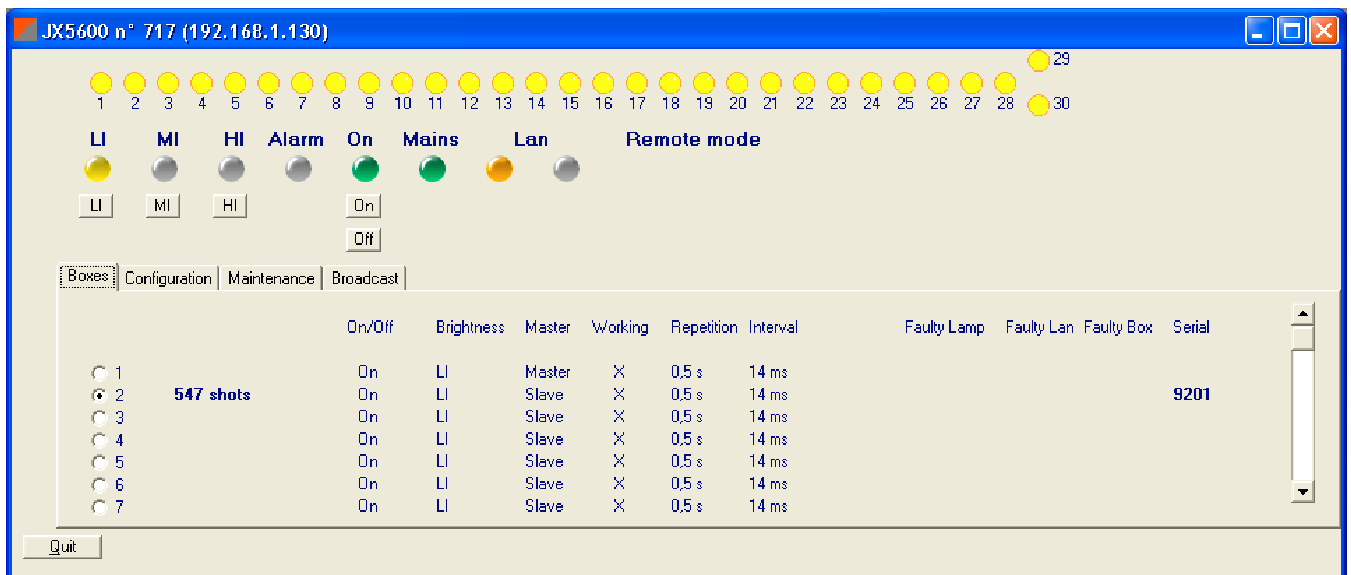 JX5600 n° 717 (192.168.1.130)
29
1 2 3 4 5 6 7 8 9 10 11 12 13 14 15 16 17 18 19 20 21 22 23 24 25 26 27 28 30
LI MI HI Alarm On Mains Lan Remote mode
LI MI HI On
Off
Boxes Configuration Maintenance Broadcast
On/Off Brightness Master Working Repetition Interval Faulty Lamp Faulty Lan Faulty Box Serial
1 On LI Master X 0,5 s 14 ms
2 547 shots On LI Slave X 0,5 s 14 ms 9201
3 On LI Slave X 0,5 s 14 ms
4 On LI Slave X 0,5 s 14 ms
5 On LI Slave X 0,5 s 14 ms
6 On LI Slave X 0,5 s 14 ms
7 On LI Slave X 0,5 s 14 ms
Quit